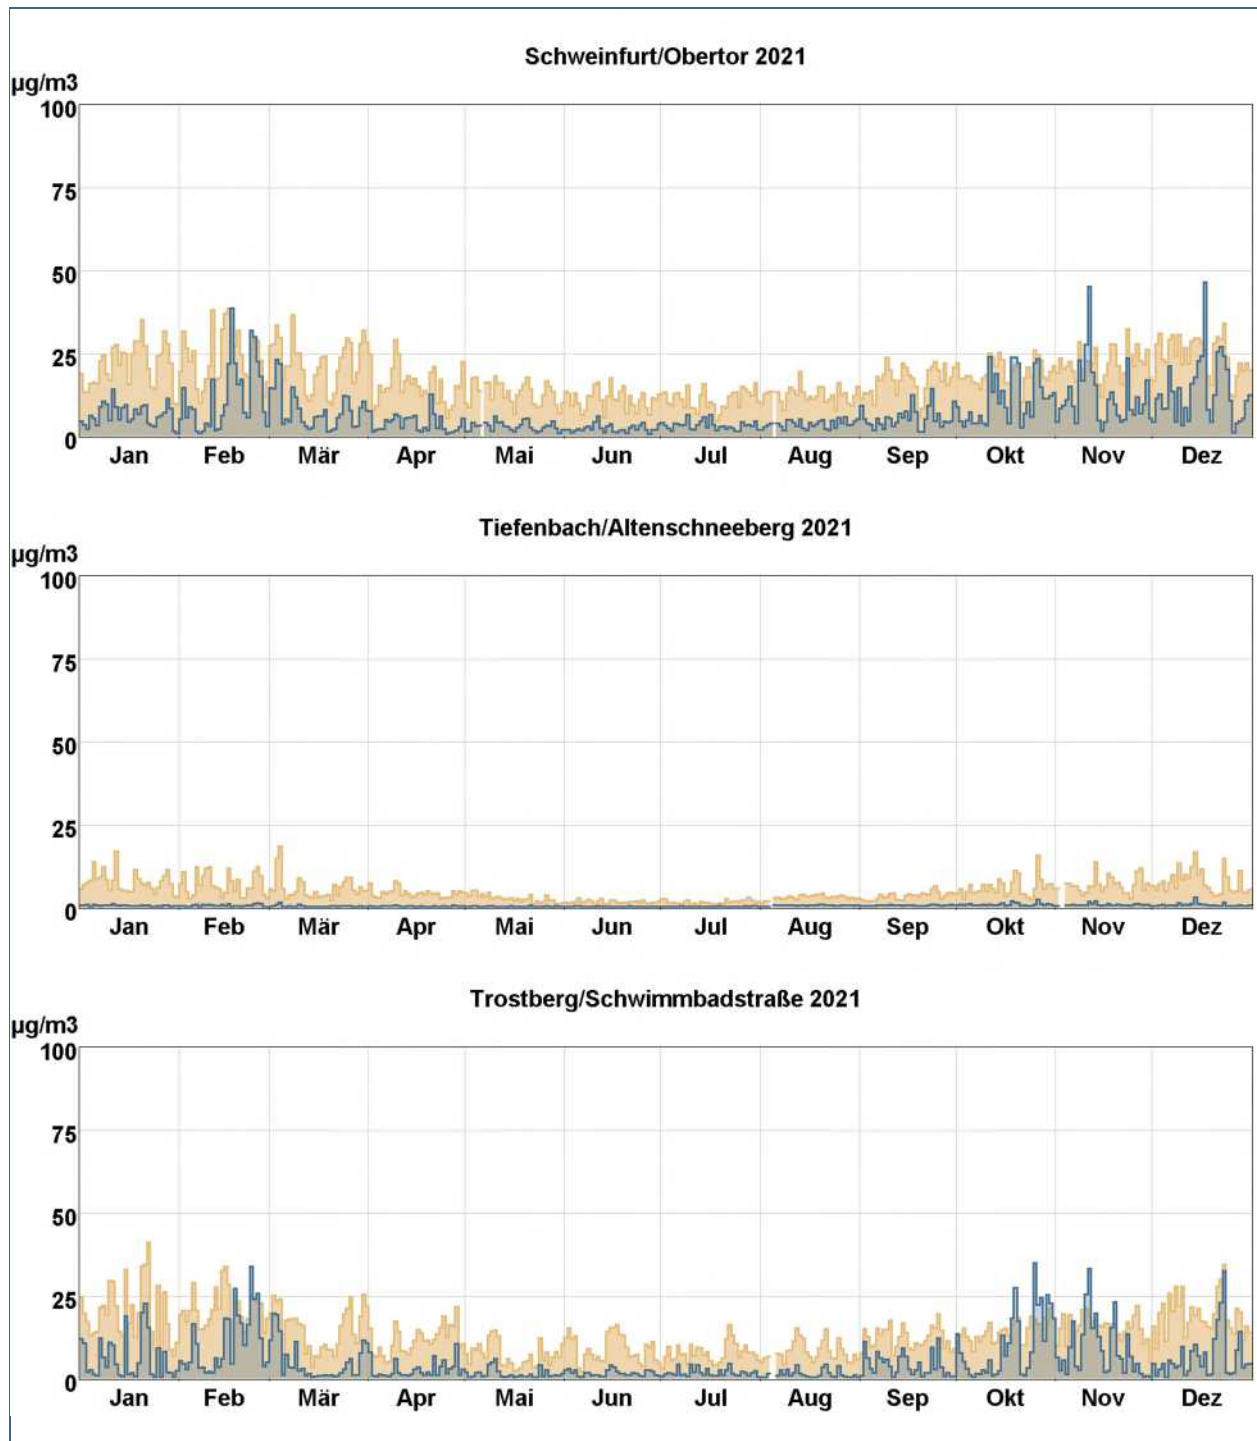 Schweinfurt/Obertor 2021
µg/m3
100
75
50
25
0
Jan Feb Mär Apr Mai Jun Jul Aug Sep Okt Nov Dez
Tiefenbach/Altenschneeberg 2021
µg/m3
100
75
50
25
0
Jan Feb Mär Apr Mai Jun Jul Aug Sep Okt Nov Dez
Trostberg/Schwimmbadstraße 2021
µg/m3
100
75
50
25
0
Jan Feb Mär Apr Mai Jun Jul Aug Sep Okt Nov Dez